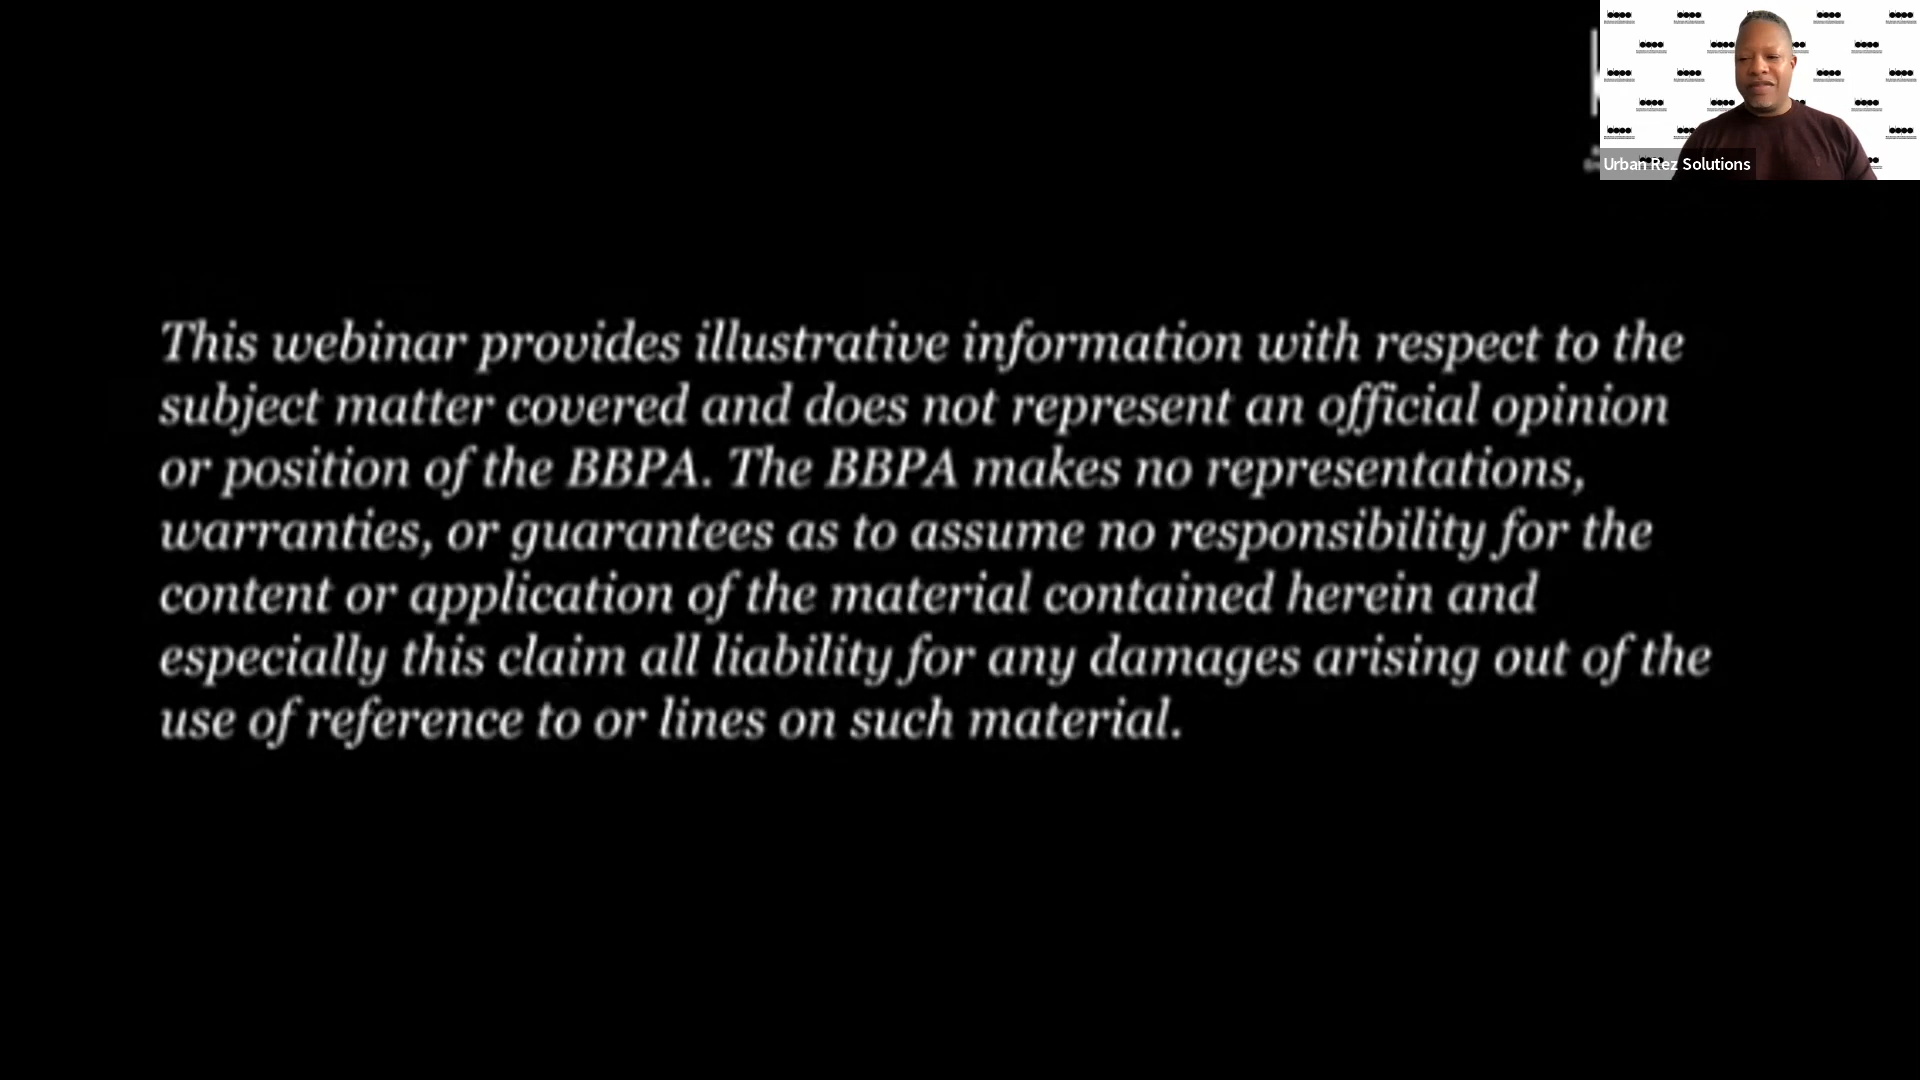 Urban Rez Solutions
This webinar provides illustrative information with respect to the
subject matter covered and does not represent an official opinion
or position of the BBPA. The BBPA makes no representations,
warranties, or guarantees as to assume no responsibility for the
content or application of the material contained herein and
especially this claim all liability for any damages arising out of the
use of reference to or lines on such material.